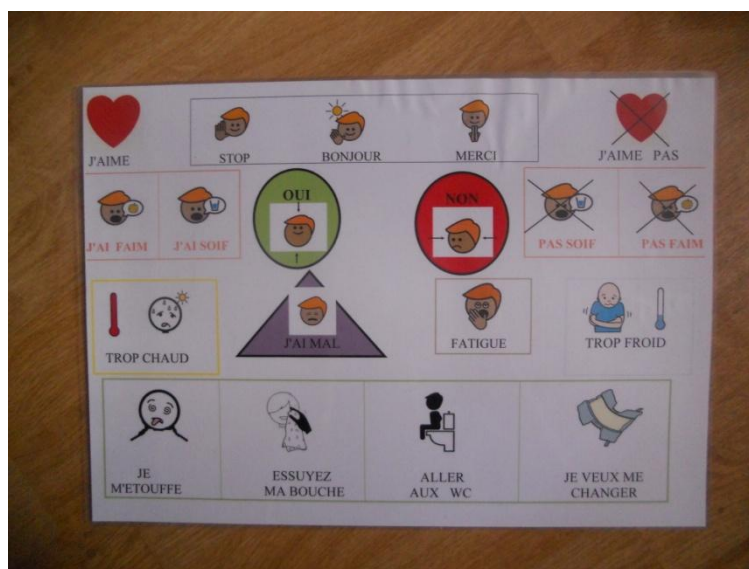 J'AIME
STOP
BONJOUR
MERCI
J'AIME PAS
J'AI FAIM
J'AI SOIF
OUI
NON
PAS SOIF
PAS FAIM
TROP CHAUD
J'AI MAL
FATIGUE
TROP FROID
JE
M'ETOUFFE
ESSUYEZ
MA BOUCHE
ALLER
AUX WC
JE VEUX ME
CHANGER